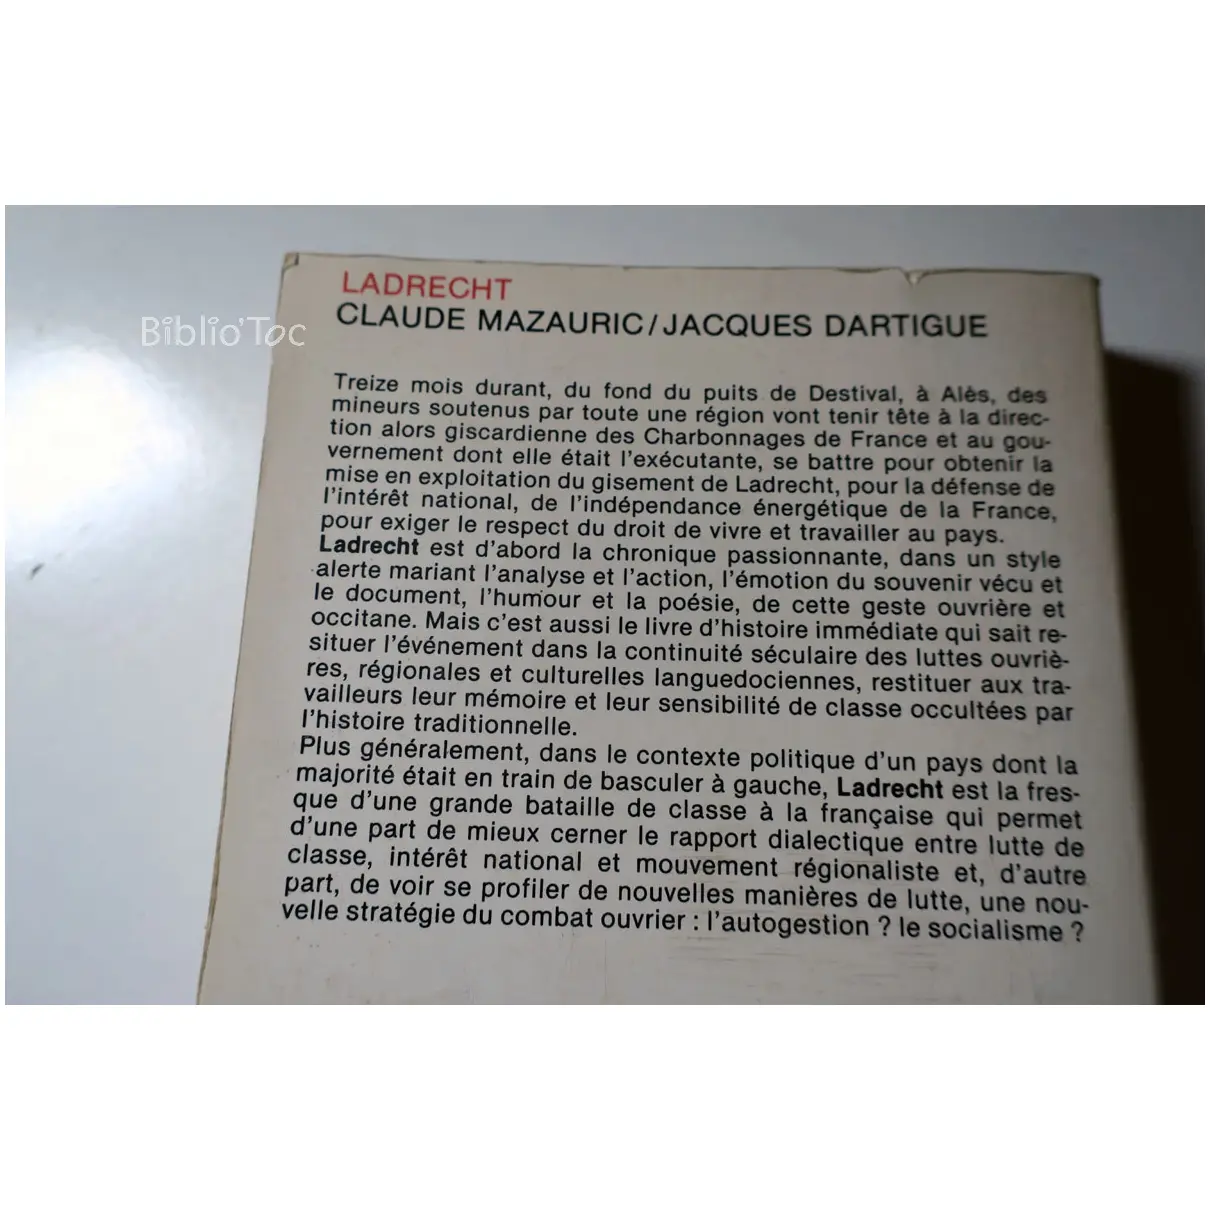 LADRECHT
CLAUDE MAZAURIC/JACQUES DARTIGUE
Biblio'Toc
Treize mois durant, du fond du puits de Destival, à Alès, des
mineurs soutenus par toute une région vont tenir tête à la direc-
tion alors giscardienne des Charbonnages de France et au gou-
vernement dont elle était l'exécutante, se battre pour obtenir la
mise en exploitation du gisement de Ladrecht, pour la défense de
l'intérêt national, de l'indépendance énergétique de la France,
pour exiger le respect du droit de vivre et travailler au pays.
Ladrecht est d'abord la chronique passionnante, dans un style
alerte mariant l'analyse et l'action, l'émotion du souvenir vécu et
le document, l'humour et la poésie, de cette geste ouvrière et
occitane. Mais c'est aussi le livre d'histoire immédiate qui sait re-
situer l'événement dans la continuité séculaire des luttes ouvriè-
res, régionales et culturelles languedociennes, restituer aux tra-
vailleurs leur mémoire et leur sensibilité de classe occultées par
l'histoire traditionnelle.
Plus généralement, dans le contexte politique d'un pays dont la
majorité était en train de basculer à gauche, Ladrecht est la fres-
que d'une grande bataille de classe à la française qui permet
d'une part de mieux cerner le rapport dialectique entre lutte de
classe, intérêt national et mouvement régionaliste et, d'autre
part, de voir se profiler de nouvelles manières de lutte, une nou-
velle stratégie du combat ouvrier : l'autogestion ? le socialisme ?